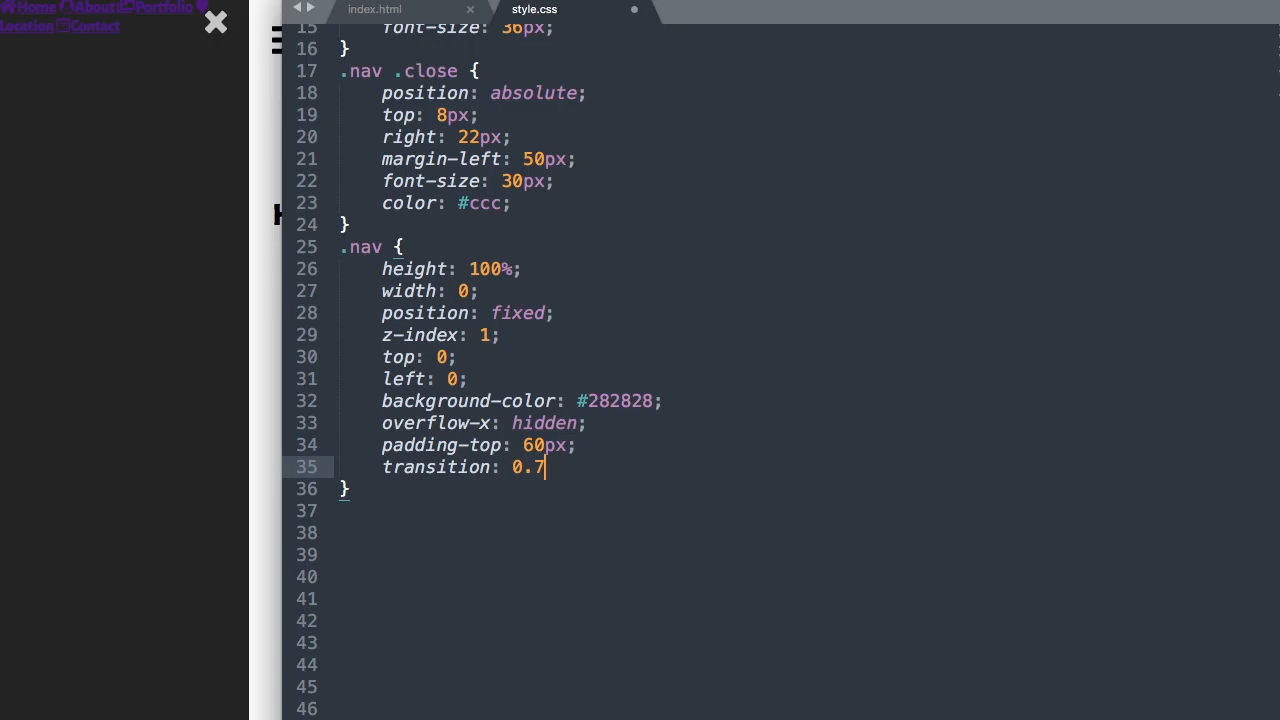 Home About Portfolio
Location Contact
index.html
style.css
15 font-size: 36px;
16 }
17 .nav .close {
18 position: absolute;
19 top: 8px;
20 right: 22px;
21 margin-left: 50px;
22 font-size: 30px;
23 color: #ccc;
24 }
25 .nav {
26 height: 100%;
27 width: 0;
28 position: fixed;
29 z-index: 1;
30 top: 0;
31 left: 0;
32 background-color: #282828;
33 overflow-x: hidden;
34 padding-top: 60px;
35 transition: 0.7
36 }
37
38
39
40
41
42
43
44
45
46